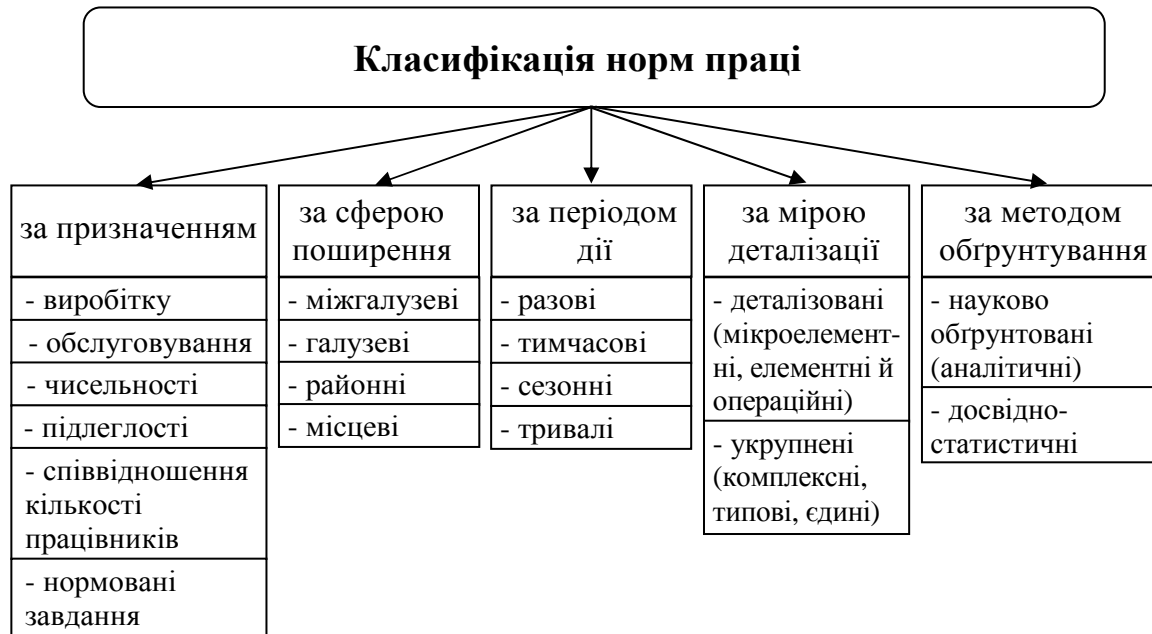 Класифікація норм праці
за призначенням
- виробітку
- обслуговування
- чисельності
- підлеглості
- співвідношення
кількості
працівників
- нормовані
завдання
за сферою
поширення
- міжгалузеві
- галузеві
- районні
- місцеві
за періодом
дії
- разові
- тимчасові
- сезонні
- тривалі
за мірою
деталізації
- деталізовані
(мікроелемент-
ні, елементні й
операційні)
- укрупнені
(комплексні,
типові, єдині)
за методом
обґрунтування
- науково
обґрунтовані
(аналітичні)
- досвідно-
статистичні